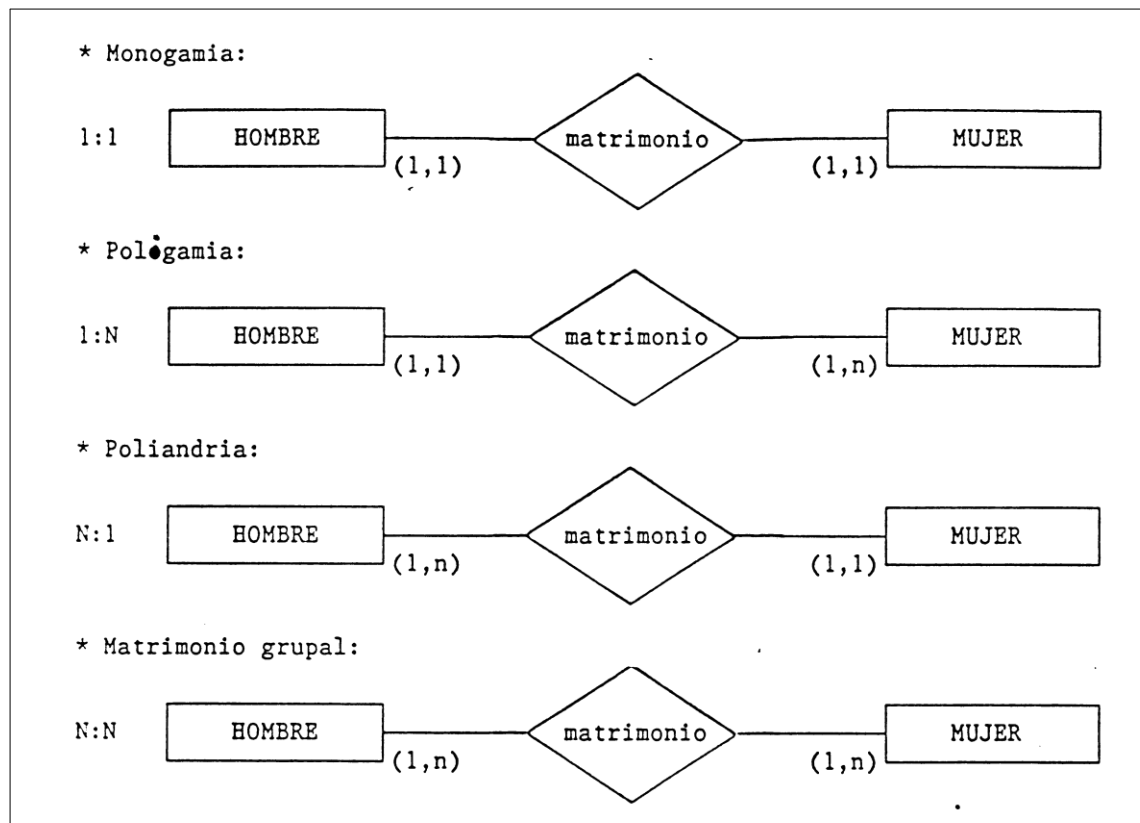 * Monogamia:
1:1 HOMBRE matrimonio MUJER
(1,1) (1,1)
* Pologamia:
1:N HOMBRE matrimonio MUJER
(1,1) (1,n)
* Poliandria:
N:1 HOMBRE matrimonio MUJER
(1,n) (1,1)
* Matrimonio grupal:
N:N HOMBRE matrimonio MUJER
(1,n) (1,n)